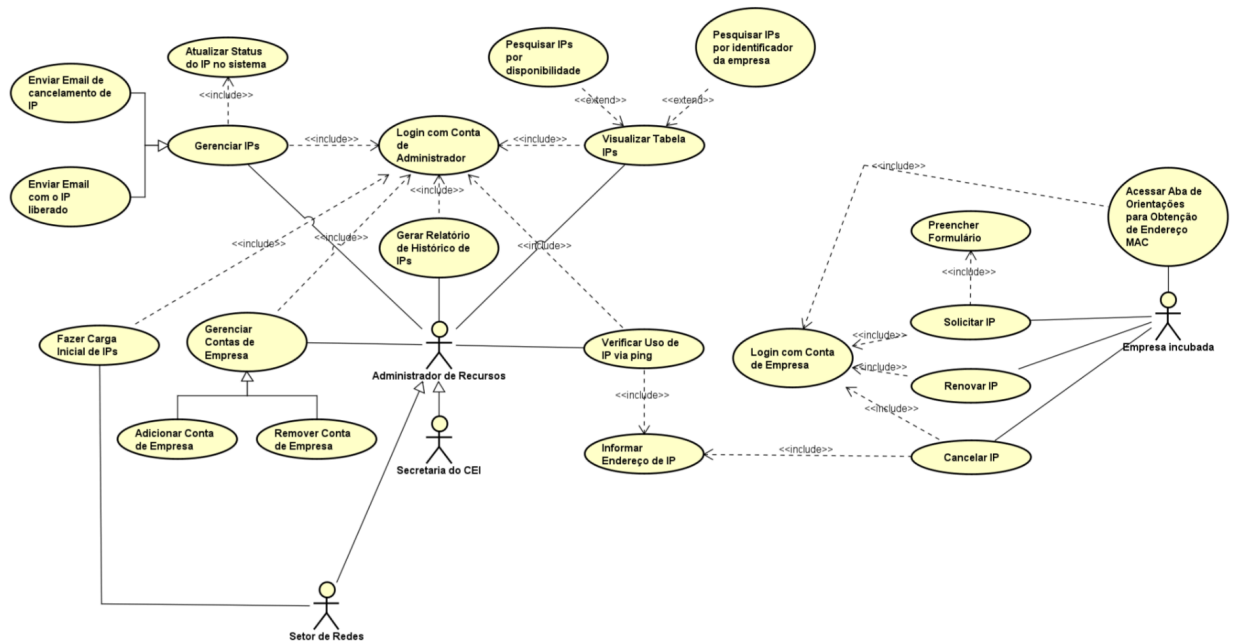 Pesquisar IPs
por
disponibilidade
Pesquisar IPs
por identificador
da empresa
Atualizar Status
do IP no sistema
Enviar Email de
cancelamento de
IP
<<include>>
<<extend>>
<<extend>>
Gerenciar IPs
<<include>>
Login com Conta
de
Administrador
<<include>>
Visualizar Tabela
IPs
Enviar Email
com o IP
liberado
<<include>>
<<include>>
<<include>>
<<include>>
Gerar Relatório
de Histórico de
IPs
<<include>>
Acessar Aba de
Orientações
para Obtenção
de Endereço
MAC
Preencher
Formulário
<<include>>
Fazer Carga
Inicial de IPs
Gerenciar
Contas de
Empresa
Administrador de Recursos
Verificar Uso de
IP via ping
Login com Conta
de Empresa
<<include>>
Solicitar IP
Empresa incubada
<<include>>
Renovar IP
<<include>>
<<include>>
Adicionar Conta
de Empresa
Remover Conta
de Empresa
Secretaria do CEI
Informar
Endereço de IP
<<include>>
Cancelar IP
Setor de Redes